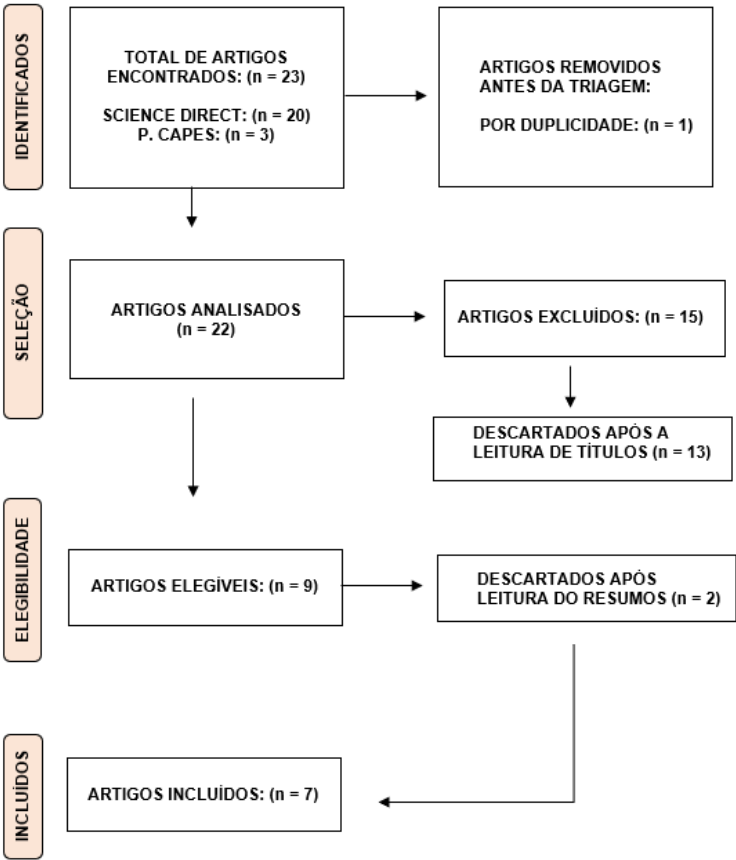 IDENTIFICADOS
TOTAL DE ARTIGOS
ENCONTRADOS: (n = 23)
SCIENCE DIRECT: (n = 20)
P. CAPES: (n = 3)
ARTIGOS REMOVIDOS
ANTES DA TRIAGEM:
POR DUPLICIDADE: (n = 1)
SELEÇÃO
ARTIGOS ANALISADOS
(n = 22)
ARTIGOS EXCLUÍDOS: (n = 15)
DESCARTADOS APÓS A
LEITURA DE TÍTULOS (n = 13)
ELEGIBILIDADE
ARTIGOS ELEGÍVEIS: (n = 9)
DESCARTADOS APÓS
LEITURA DO RESUMOS (n = 2)
INCLUÍDOS
ARTIGOS INCLUÍDOS: (n = 7)